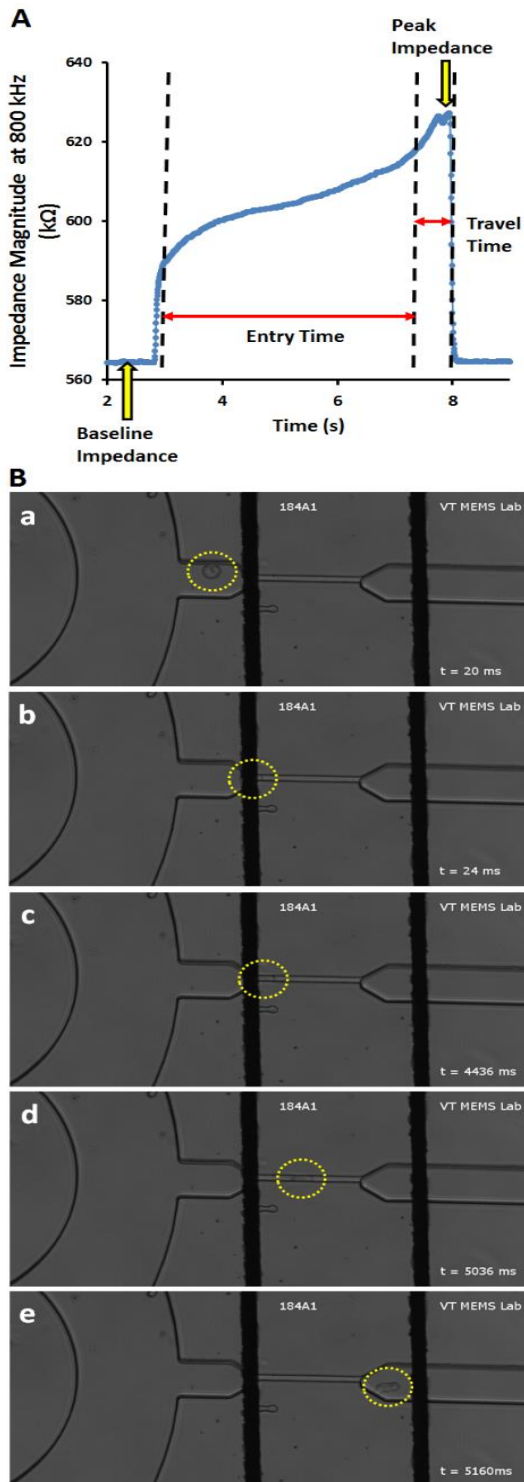 A
Peak
Impedance
Impedance Magnitude at 800 kHz
(kΩ)
640
620
600
580
560
Travel
Time
Entry Time
2
4
6
8
Time (s)
Baseline
Impedance
B
a
184A1
VT MEMS Lab
t = 20 ms
b
184A1
VT MEMS Lab
t = 24 ms
c
184A1
VT MEMS Lab
t = 4436 ms
d
184A1
VT MEMS Lab
t = 5036 ms
e
184A1
VT MEMS Lab
t = 5160ms